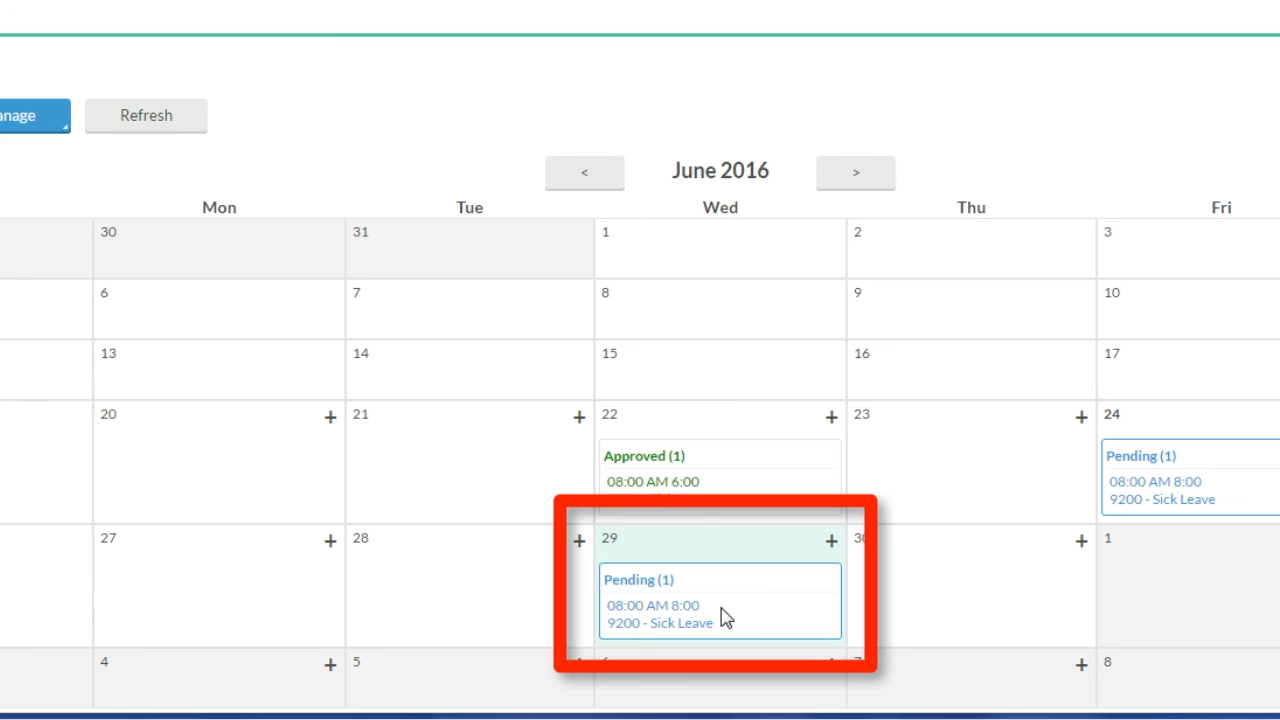 anage Refresh
< June 2016 >
Mon Tue Wed Thu Fri
30 31 1 2 3
6 7 8 9 10
13 14 15 16 17
20 + 21 + 22 + 23 + 24
Approved (1) Pending (1)
08:00 AM 6:00 08:00 AM 8:00
9200 - Sick Leave
27 + 28 + 29 + 30 + 1
Pending (1)
08:00 AM 8:00
9200 - Sick Leave
4 + 5 + 8